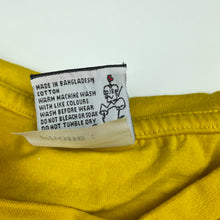 MADE IN BANGLADESH
COTTON
WARM MACHINE WASH
WITH LIKE COLOURS
WASH BEFORE WEAR
DO NOT BLEACH OR SOAK
DO NOT TUMBLE DRY